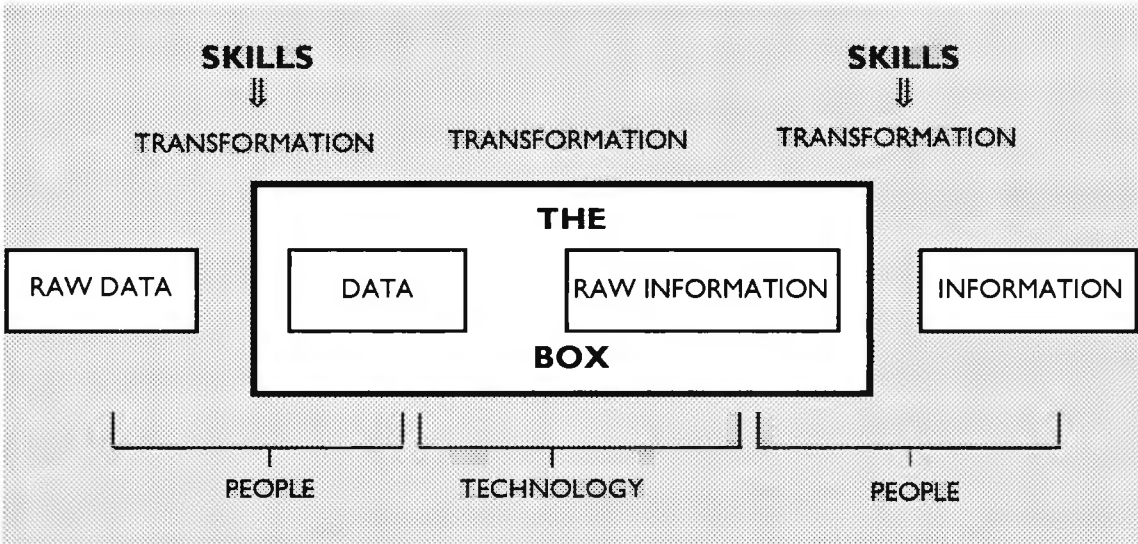 SKILLS SKILLS
⇓ ⇓
TRANSFORMATION TRANSFORMATION TRANSFORMATION
THE
RAW DATA DATA RAW INFORMATION INFORMATION
BOX
PEOPLE TECHNOLOGY PEOPLE